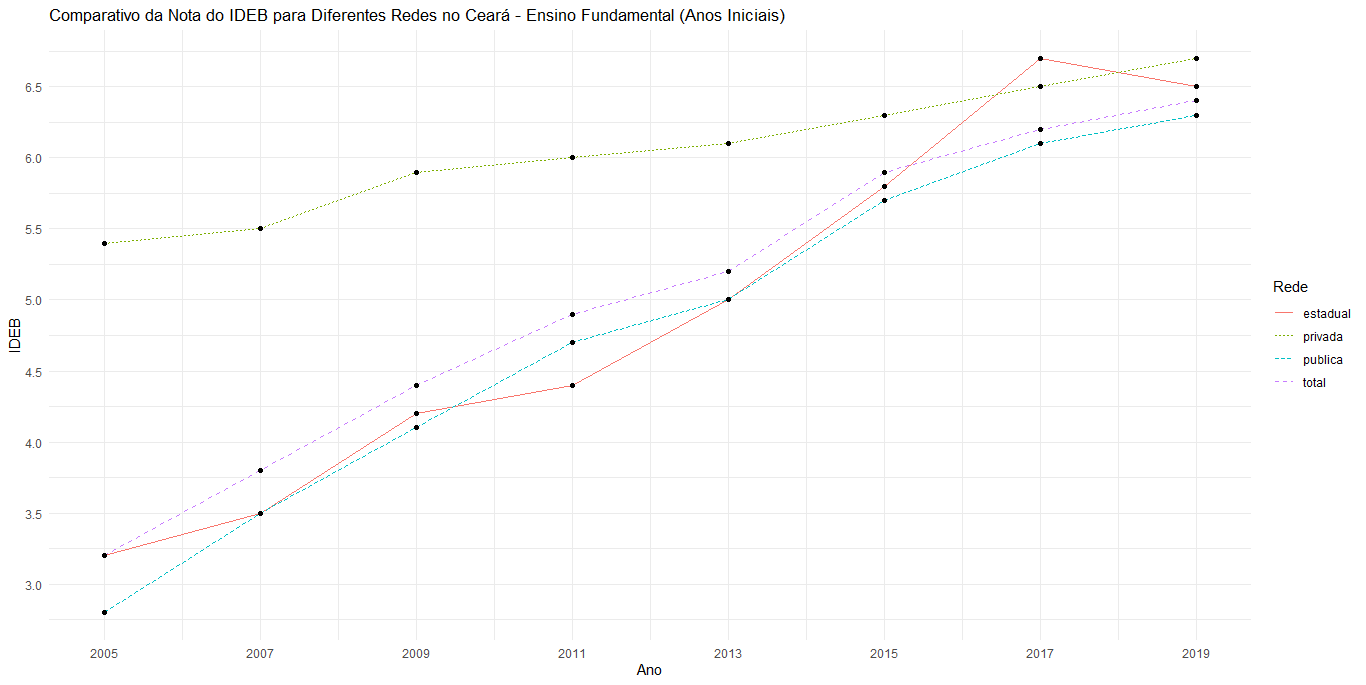 Comparativo da Nota do IDEB para Diferentes Redes no Ceará - Ensino Fundamental (Anos Iniciais)
6.5
6.0
5.5
5.0
4.5
4.0
3.5
3.0
IDEB
2005 2007 2009 2011 2013 2015 2017 2019
Ano
Rede
estadual
privada
publica
total